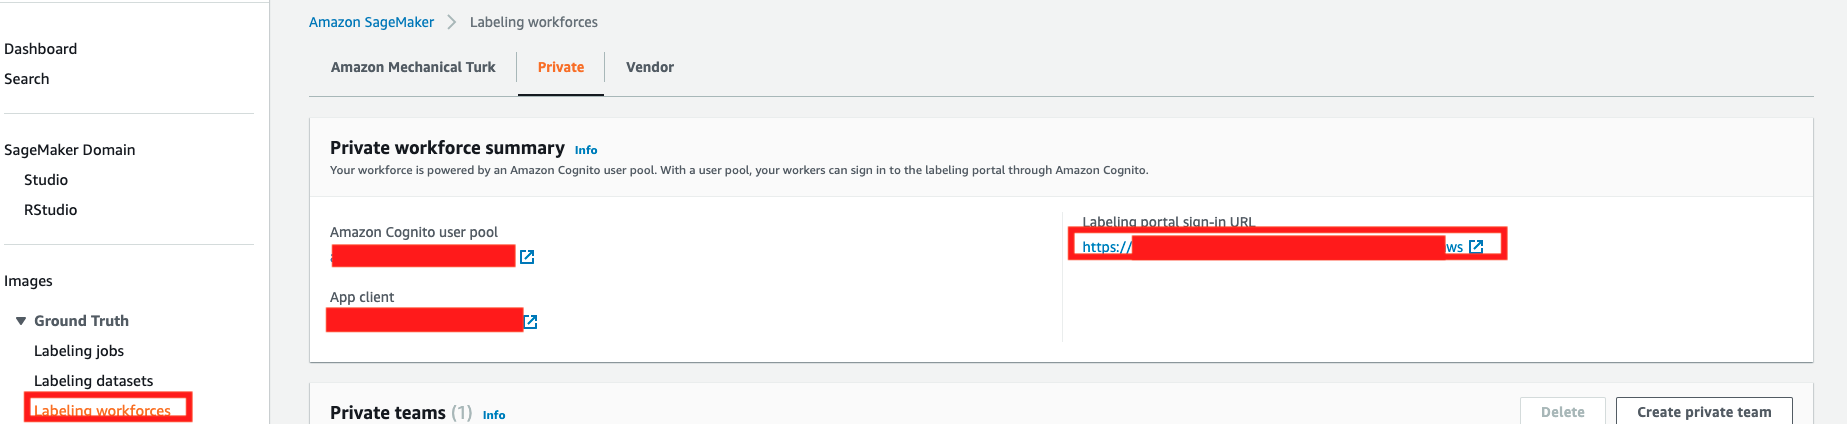 Dashboard
Search
SageMaker Domain
Studio
RStudio
Images
Ground Truth
Labeling jobs
Labeling datasets
Labeling workforces
Amazon SageMaker > Labeling workforces
Amazon Mechanical Turk Private Vendor
Private workforce summary Info
Your workforce is powered by an Amazon Cognito user pool. With a user pool, your workers can sign in to the labeling portal through Amazon Cognito.
Amazon Cognito user pool
App client
Labeling portal sign-in URL
https:// ws
Private teams (1) Info
Delete Create private team